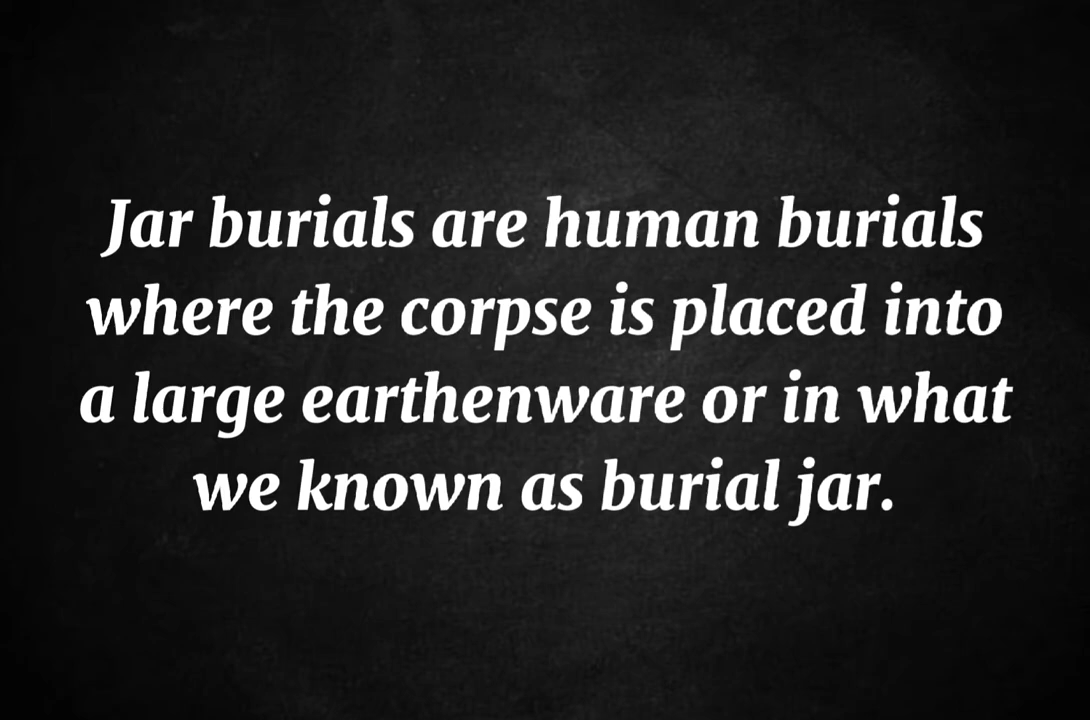 Jar burials are human burials
where the corpse is placed into
a large earthenware or in what
we known as burial jar.